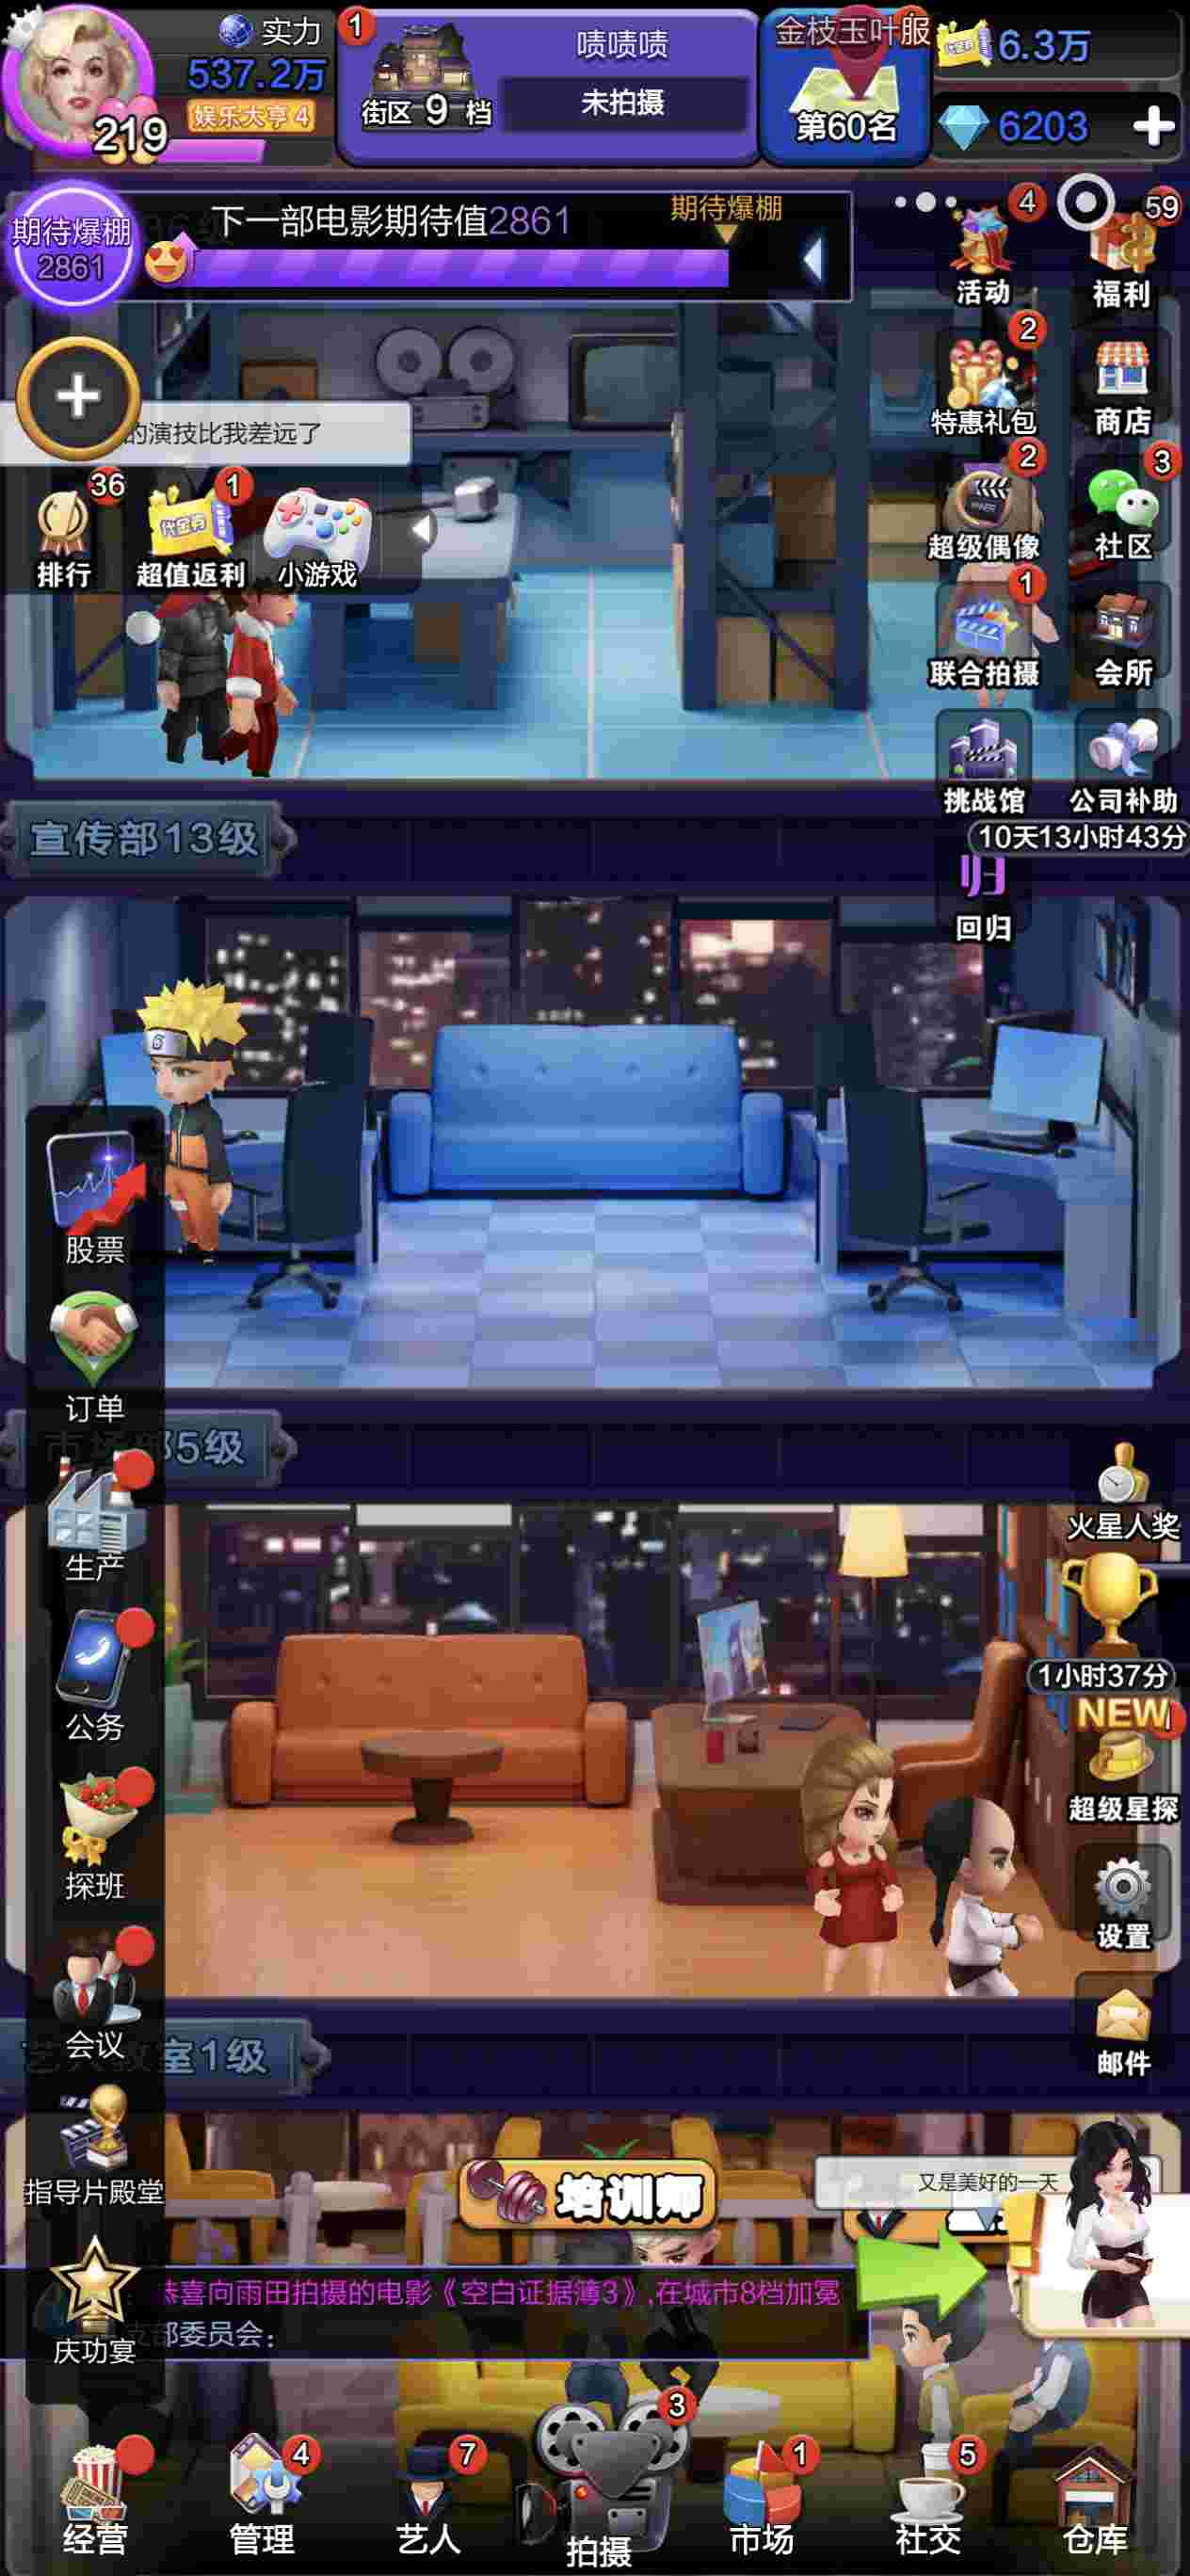 实力
537.2万
娱乐大亨 4
219
1
街区 9 档
啧啧啧
未拍摄
金枝玉叶服
第60名
6.3万
6203
期待爆棚
2861
下一部电影期待值2861
期待爆棚
4
活动
59
福利
2
特惠礼包
商店
的演技比我差远了
36
排行
1
超值返利
小游戏
2
超级偶像
3
社区
1
联合拍摄
会所
挑战馆
公司补助
10天13小时43分
归
回归
宣传部13级
股票
订单
市场部5级
生产
公务
探班
会议
火星人奖
1小时37分
NEW
超级星探
设置
邮件
室1级
指导片殿堂
培训师
又是美好的一天
恭喜向雨田拍摄的电影《空白证据簿3》,在城市8档加冕
部委员会:
庆功宴
经营
4
管理
7
艺人
3
拍摄
1
市场
5
社交
仓库